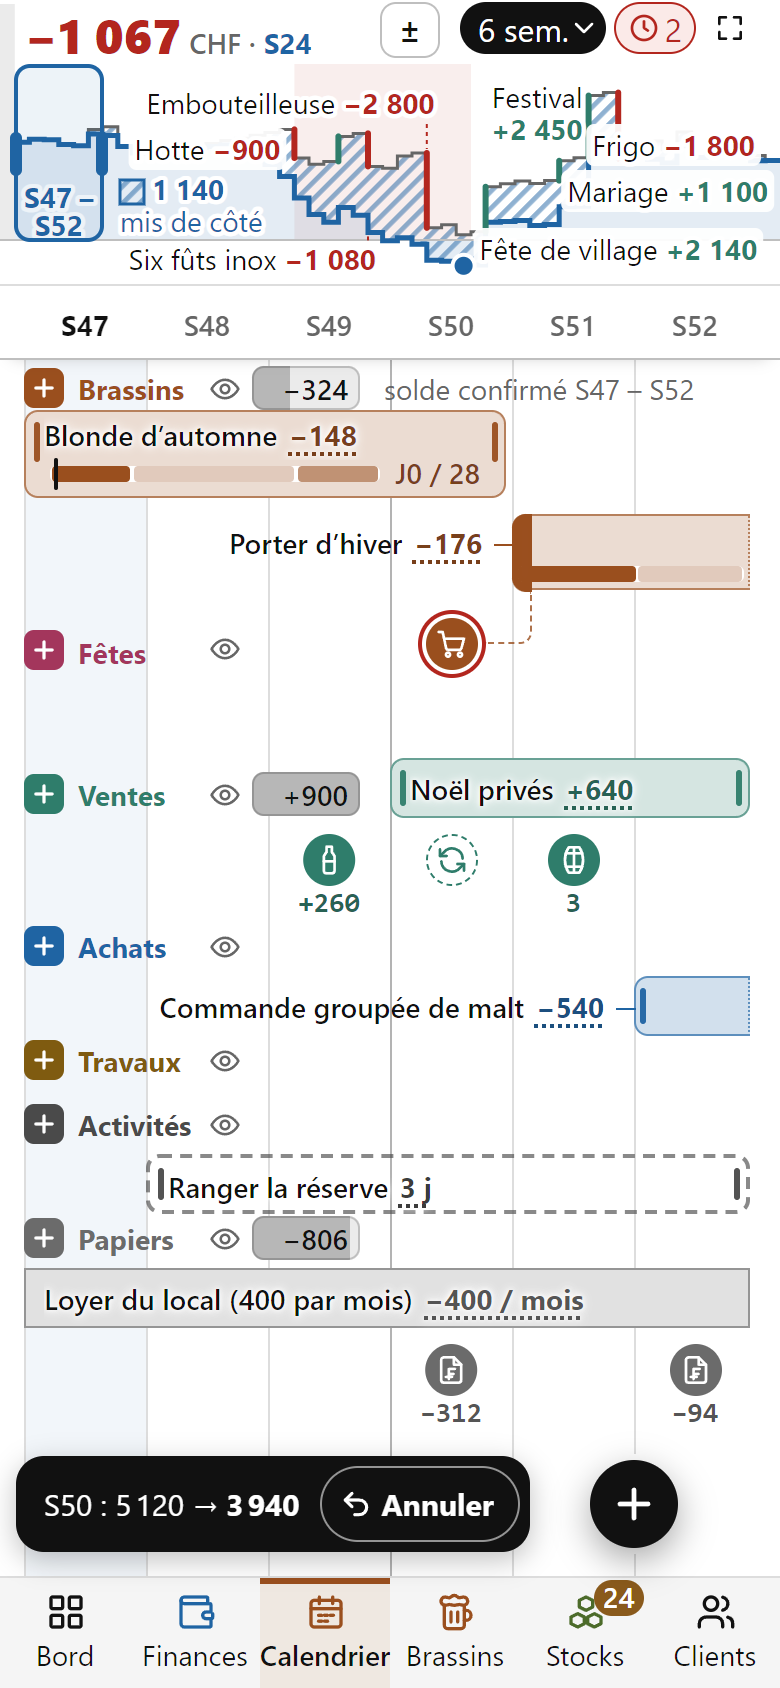 −1 067 CHF · S24
±
6 sem.
2
Embouteilleuse −2 800
Festival
+2 450
Hotte −900
Frigo −1 800
S47 –
S52
1 140
mis de côté
Mariage +1 100
Six fûts inox −1 080
Fête de village +2 140
S47 S48 S49 S50 S51 S52
Brassins −324 solde confirmé S47 – S52
Blonde d’automne −148
J0 / 28
Porter d’hiver −176
Fêtes
Ventes +900 Noël privés +640
+260 3
Achats
Commande groupée de malt −540
Travaux
Activités
Ranger la réserve 3 j
Papiers −806
Loyer du local (400 par mois) −400 / mois
−312 −94
S50 : 5 120 → 3 940 Annuler
24
Bord Finances Calendrier Brassins Stocks Clients